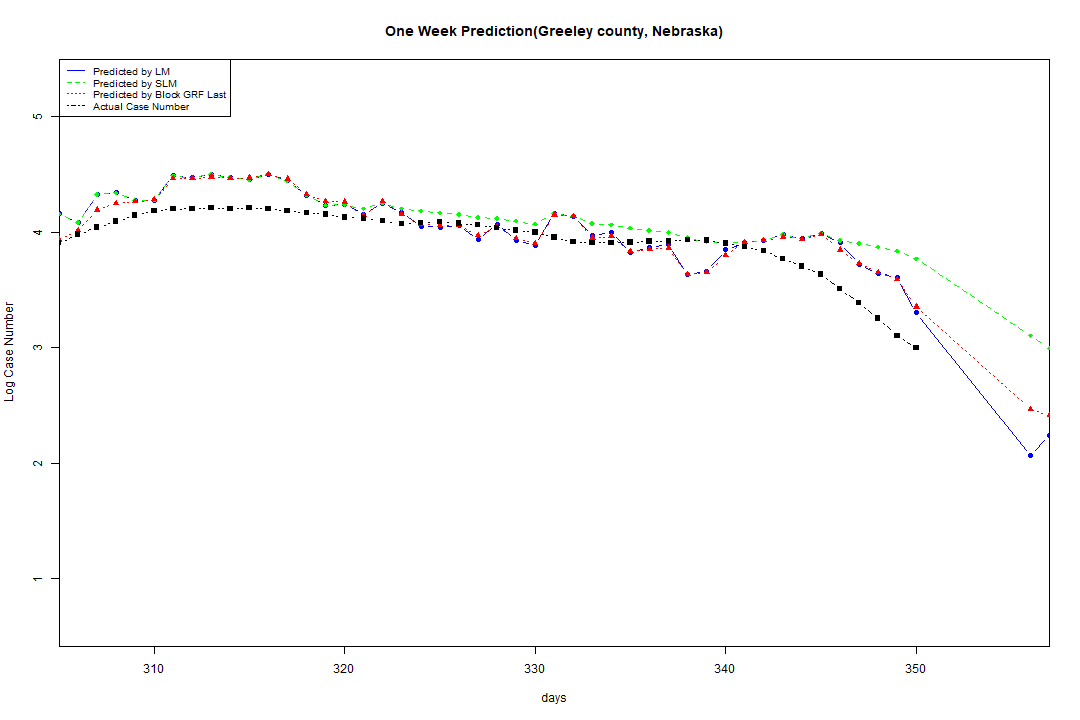 One Week Prediction(Greeley county, Nebraska)
Predicted by LM
Predicted by SLM
Predicted by Block GRF Last
Actual Case Number
5
4
3
2
1
Log Case Number
310 320 330 340 350
days